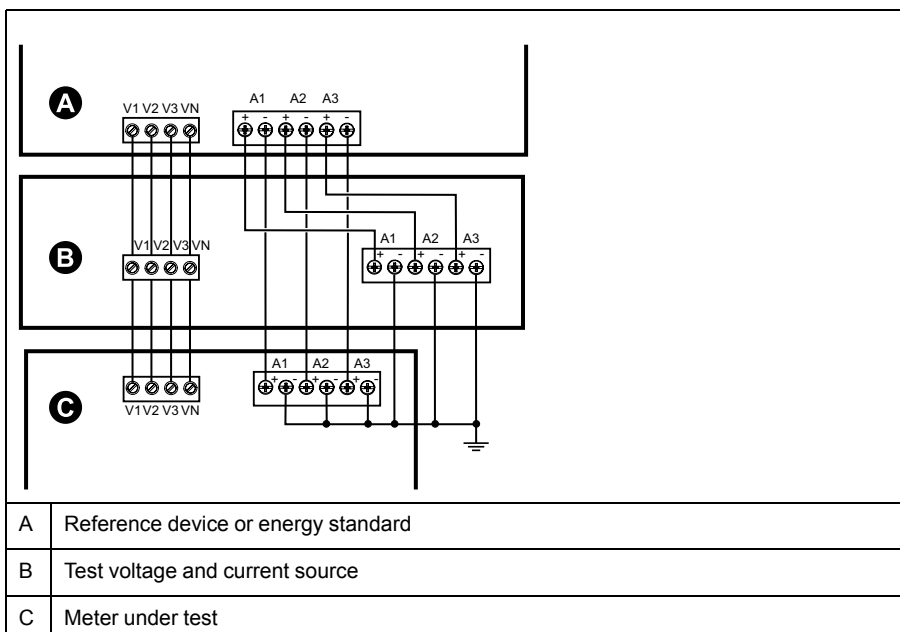 A
V1 V2 V3 VN
A1 A2 A3
+ - + - + -
B
V1 V2 V3 VN
A1 A2 A3
+ - + - + -
C
A1 A2 A3
+ - + - + -
V1 V2 V3 VN
A Reference device or energy standard
B Test voltage and current source
C Meter under test